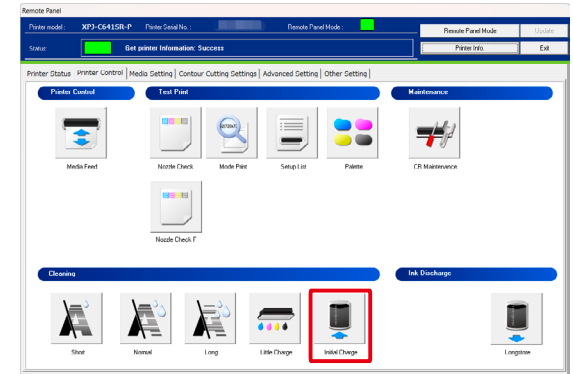 Remote Panel
Printer model : XPJ-C641SR-P Printer Serial No. : Remote Panel Mode :
Remote Panel Mode Update
Status: Get printer Information: Success
Printer Info. Exit
Printer Status Printer Control Media Setting Contour Cutting Settings Advanced Setting Other Setting
Printer Control Test Print Maintenance
Media Feed Nozzle Check Mode Print Setup List Palette CR Maintenance
Nozzle Check F
Cleaning Ink Discharge
Short Normal Long Little Charge Initial Charge Longstore